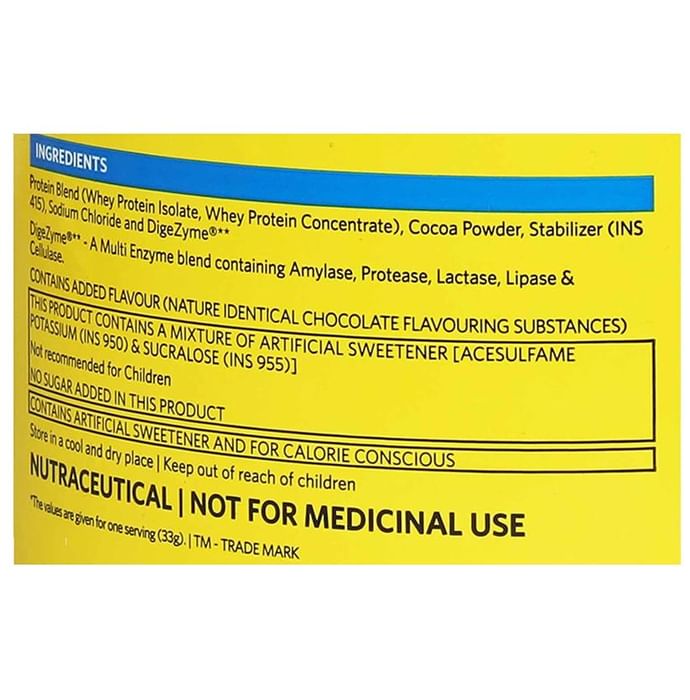 INGREDIENTS
Protein Blend (Whey Protein Isolate, Whey Protein Concentrate), Cocoa Powder, Stabilizer (INS
415), Sodium Chloride and DigeZyme®**
DigeZyme®** - A Multi Enzyme blend containing Amylase, Protease, Lactase, Lipase &
Cellulase.
CONTAINS ADDED FLAVOUR (NATURE IDENTICAL CHOCOLATE FLAVOURING SUBSTANCES)
THIS PRODUCT CONTAINS A MIXTURE OF ARTIFICIAL SWEETENER [ACESULFAME
POTASSIUM (INS 950) & SUCRALOSE (INS 955)]
Not recommended for Children
NO SUGAR ADDED IN THIS PRODUCT
CONTAINS ARTIFICIAL SWEETENER AND FOR CALORIE CONSCIOUS
Store in a cool and dry place | Keep out of reach of children
NUTRACEUTICAL | NOT FOR MEDICINAL USE
*The values are given for one serving (33g). | TM - TRADE MARK